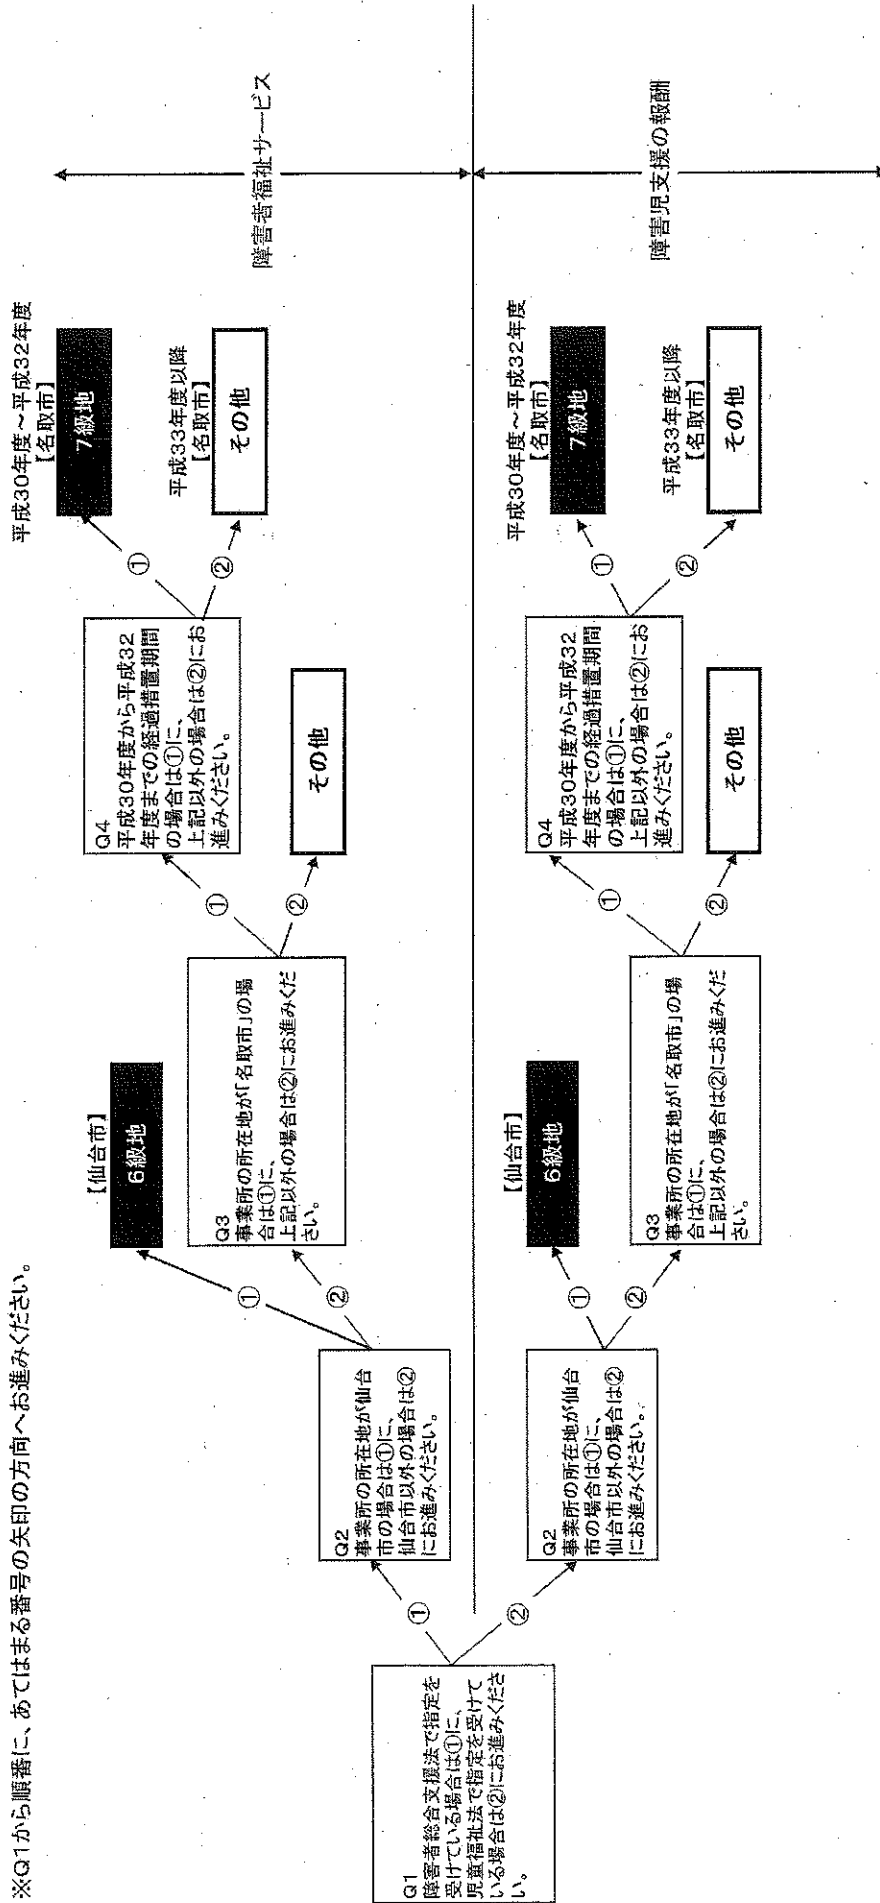 ※Q1から順番に、あてはまる番号の矢印の方向へお進みください。
Q1
障害者総合支援法で指定を
受けている場合は①に、
児童福祉法で指定を受けて
いる場合は②にお進みくださ
い。
①
②
Q2
事業所の所在地が仙台
市の場合は①に、
仙台市以外の場合は②
にお進みください。
①
②
【仙台市】
6級地
Q3
事業所の所在地が「名取市」の場
合は①に、
上記以外の場合は②にお進みくだ
さい。
①
②
Q4
平成30年度から平成32
年度までの経過措置期間
の場合は①に、
上記以外の場合は②にお
進みください。
その他
①
②
平成30年度～平成32年度
【名取市】
7級地
平成33年度以降
【名取市】
その他
障害者福祉サービス
Q2
事業所の所在地が仙台
市の場合は①に、
仙台市以外の場合は②
にお進みください。
①
②
【仙台市】
6級地
Q3
事業所の所在地が「名取市」の場
合は①に、
上記以外の場合は②にお進みくだ
さい。
①
②
Q4
平成30年度から平成32
年度までの経過措置期間
の場合は①に、
上記以外の場合は②にお
進みください。
その他
①
②
平成30年度～平成32年度
【名取市】
7級地
平成33年度以降
【名取市】
その他
障害児支援の報酬